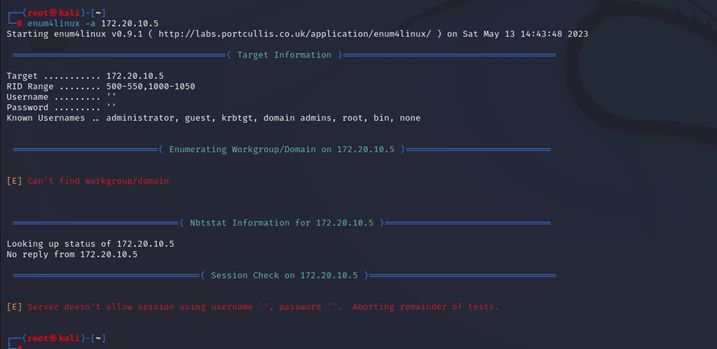 ┌──(root㉿kali)-[~]
└─# enum4linux -a 172.20.10.5
Starting enum4linux v0.9.1 ( http://labs.portcullis.co.uk/application/enum4linux/ ) on Sat May 13 14:43:48 2023
( Target Information )
Target ........... 172.20.10.5
RID Range ........ 500-550,1000-1050
Username ......... ''
Password ......... ''
Known Usernames .. administrator, guest, krbtgt, domain admins, root, bin, none
( Enumerating Workgroup/Domain on 172.20.10.5 )
[E] Can't find workgroup/domain
( Nbtstat Information for 172.20.10.5 )
Looking up status of 172.20.10.5
No reply from 172.20.10.5
( Session Check on 172.20.10.5 )
[E] Server doesn't allow session using username '', password ''.  Aborting remainder of tests.
┌──(root㉿kali)-[~]
└─#